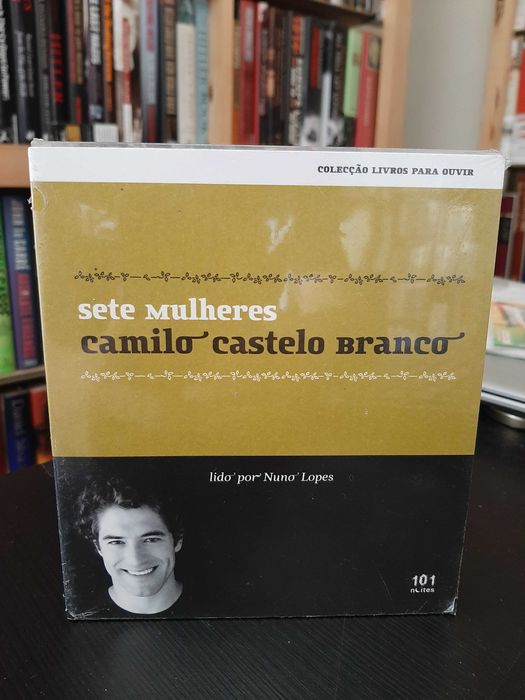 COLECÇÃO LIVROS PARA OUVIR
sete mulheres
camilo castelo branco
lido por Nuno Lopes
101
noites